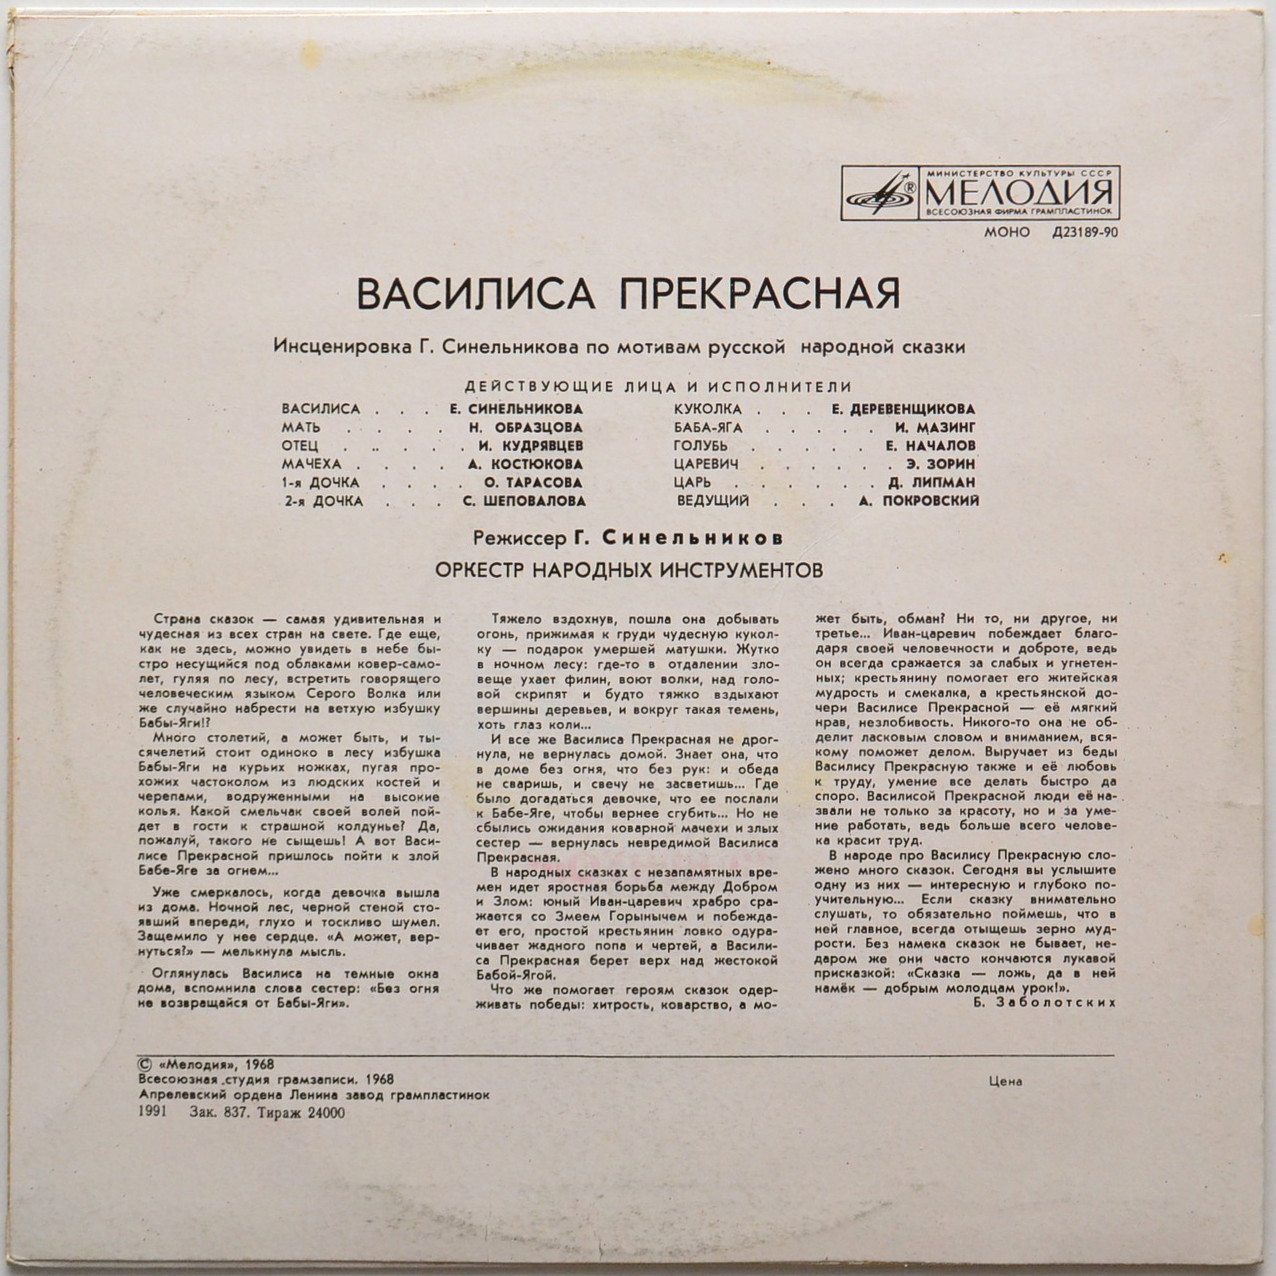 МИНИСТЕРСТВО КУЛЬТУРЫ СССР
МЕЛОДИЯ
ВСЕСОЮЗНАЯ ФИРМА ГРАМПЛАСТИНОК
МОНО Д23189-90
ВАСИЛИСА ПРЕКРАСНАЯ
Инсценировка Г. Синельникова по мотивам русской народной сказки
ДЕЙСТВУЮЩИЕ ЛИЦА И ИСПОЛНИТЕЛИ
ВАСИЛИСА . . . Е. СИНЕЛЬНИКОВА
МАТЬ . . . . Н. ОБРАЗЦОВА
ОТЕЦ . .. . . . И. КУДРЯВЦЕВ
МАЧЕХА . . . . А. КОСТЮКОВА
1-я ДОЧКА . . . . О. ТАРАСОВА
2-я ДОЧКА . . . С. ШЕПОВАЛОВА
КУКОЛКА . . . Е. ДЕРЕВЕНЩИКОВА
БАБА-ЯГА . . . . . И. МАЗИНГ
ГОЛУБЬ . . . . . Е. НАЧАЛОВ
ЦАРЕВИЧ . . . . . Э. ЗОРИН
ЦАРЬ . . . . . . Д. ЛИПМАН
ВЕДУЩИЙ . . . А. ПОКРОВСКИЙ
Режиссер Г. Синельников
ОРКЕСТР НАРОДНЫХ ИНСТРУМЕНТОВ
Страна сказок — самая удивительная и
чудесная из всех стран на свете. Где еще,
как не здесь, можно увидеть в небе бы-
стро несущийся под облаками ковер-само-
лет, гуляя по лесу, встретить говорящего
человеческим языком Серого Волка или
же случайно набрести на ветхую избушку
Бабы-Яги!?
Много столетий, а может быть, и ты-
сячелетий стоит одиноко в лесу избушка
Бабы-Яги на курьих ножках, пугая про-
хожих частоколом из людских костей и
черепами, водруженными на высокие
колья. Какой смельчак своей волей пой-
дет в гости к страшной колдунье? Да,
пожалуй, такого не сыщешь! А вот Васи-
лисе Прекрасной пришлось пойти к злой
Бабе-Яге за огнем...
Уже смеркалось, когда девочка вышла
из дома. Ночной лес, черной стеной сто-
явший впереди, глухо и тоскливо шумел.
Защемило у нее сердце. «А может, вер-
нуться?» — мелькнула мысль.
Оглянулась Василиса на темные окна
дома, вспомнила слова сестер: «Без огня
не возвращайся от Бабы-Яги».
Тяжело вздохнув, пошла она добывать
огонь, прижимая к груди чудесную кукол-
ку — подарок умершей матушки. Жутко
в ночном лесу: где-то в отдалении зло-
веще ухает филин, воют волки, над голо-
вой скрипят и будто тяжко вздыхают
вершины деревьев, и вокруг такая темень,
хоть глаз коли...
И все же Василиса Прекрасная не дрог-
нула, не вернулась домой. Знает она, что
в доме без огня, что без рук: и обеда
не сваришь, и свечу не засветишь... Где
было догадаться девочке, что ее послали
к Бабе-Яге, чтобы вернее сгубить... Но не
сбылись ожидания коварной мачехи и злых
сестер — вернулась невредимой Василиса
Прекрасная.
В народных сказках с незапамятных вре-
мен идет яростная борьба между Добром
и Злом: юный Иван-царевич храбро сра-
жается со Змеем Горынычем и побежда-
ет его, простой крестьянин ловко одура-
чивает жадного попа и чертей, а Васили-
са Прекрасная берет верх над жестокой
Бабой-Ягой.
Что же помогает героям сказок одер-
живать победы: хитрость, коварство, а мо-
жет быть, обман? Ни то, ни другое, ни
третье... Иван-царевич побеждает благо-
даря своей человечности и доброте, ведь
он всегда сражается за слабых и угнетен-
ных; крестьянину помогает его житейская
мудрость и смекалка, а крестьянской до-
чери Василисе Прекрасной — её мягкий
нрав, незлобивость. Никого-то она не об-
делит ласковым словом и вниманием, вся-
кому поможет делом. Выручает из беды
Василису Прекрасную также и её любовь
к труду, умение все делать быстро да
споро. Василисой Прекрасной люди её на-
звали не только за красоту, но и за уме-
ние работать, ведь больше всего челове-
ка красит труд.
В народе про Василису Прекрасную сло-
жено много сказок. Сегодня вы услышите
одну из них — интересную и глубоко по-
учительную... Если сказку внимательно
слушать, то обязательно поймешь, что в
ней главное, всегда отыщешь зерно муд-
рости. Без намека сказок не бывает, не-
даром же они часто кончаются лукавой
присказкой: «Сказка — ложь, да в ней
намёк — добрым молодцам урок!».
Б. Заболотских
© «Мелодия», 1968
Всесоюзная студия грамзаписи. 1968
Апрелевский ордена Ленина завод грампластинок
1991 Зак. 837. Тираж 24000
Цена